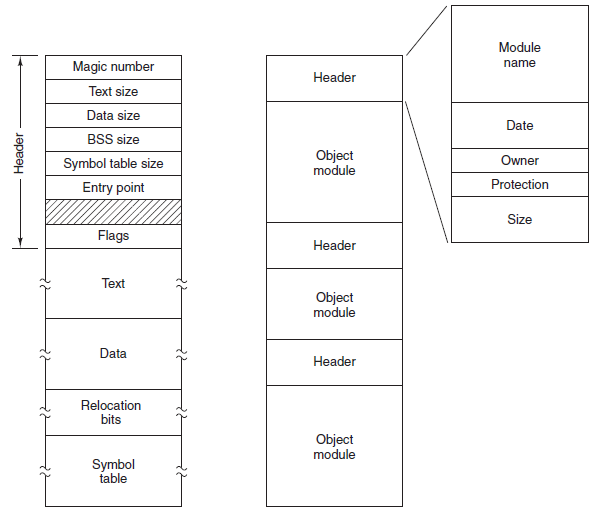 Header
Magic number
Text size
Data size
BSS size
Symbol table size
Entry point
Flags
Text
Data
Relocation
bits
Symbol
table
Header
Object
module
Header
Object
module
Header
Object
module
Module
name
Date
Owner
Protection
Size